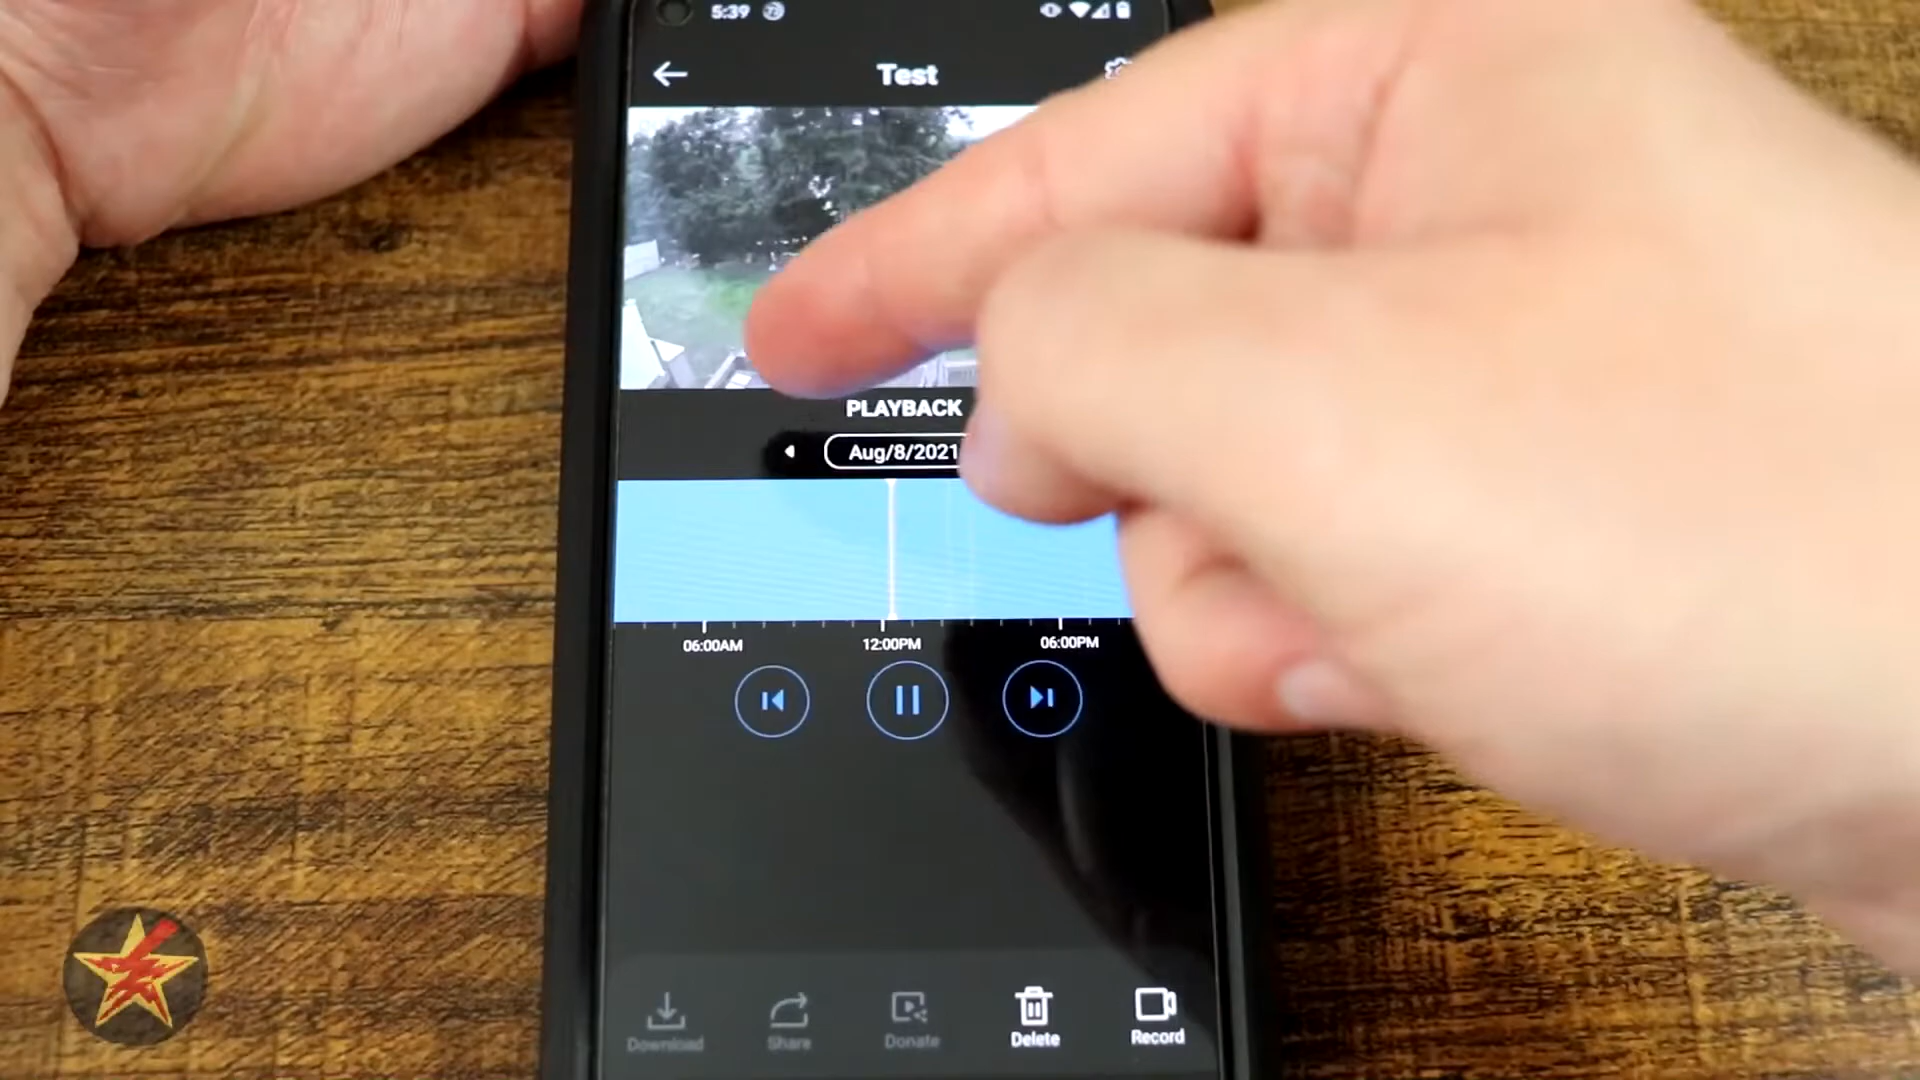 5:39
Test
PLAYBACK
Aug/8/2021
06:00AM 12:00PM 06:00PM
Download Share Donate Delete Record